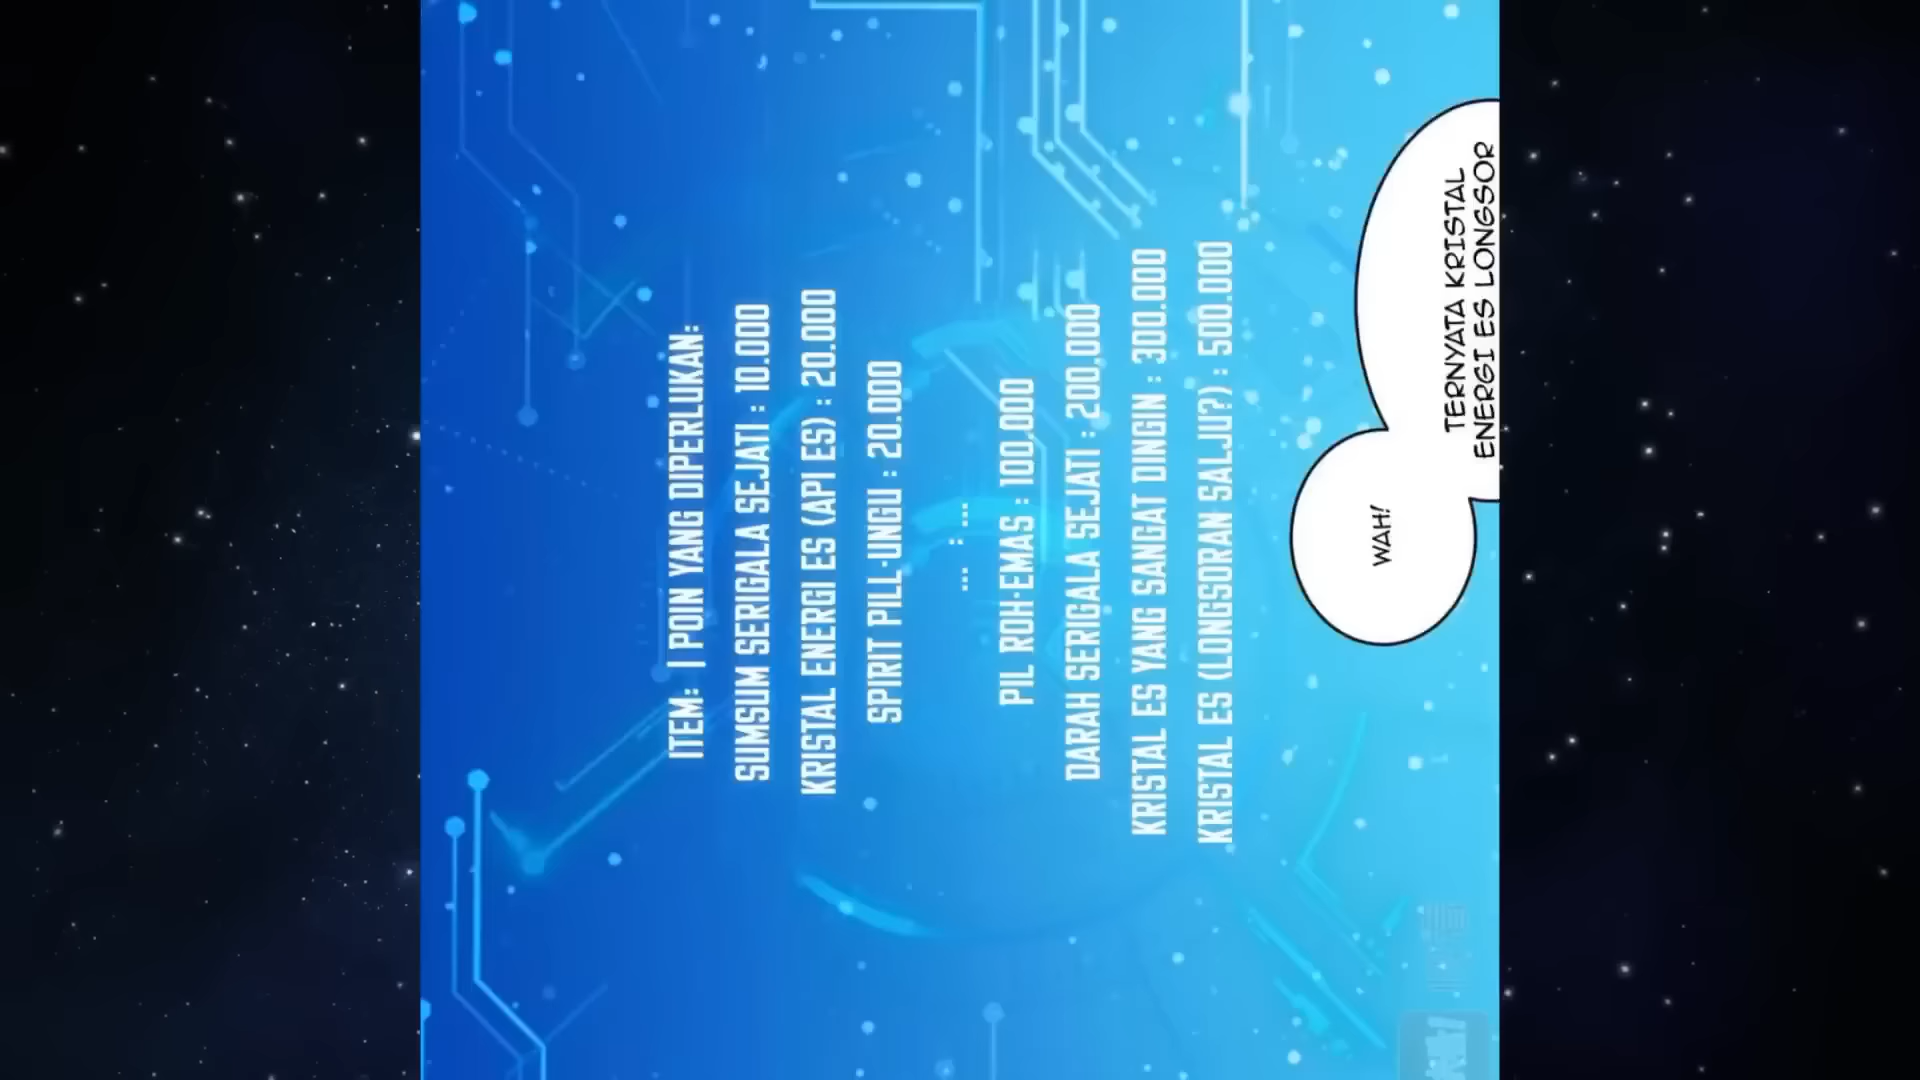 ITEM: | POIN YANG DIPERLUKAN:
SUMSUM SERIGALA SEJATI : 10.000
KRISTAL ENERGI ES (API ES) : 20.000
SPIRIT PILL-UNGU : 20.000
... : ...
PIL ROH-EMAS : 100.000
DARAH SERIGALA SEJATI : 200.000
KRISTAL ES YANG SANGAT DINGIN : 300.000
KRISTAL ES (LONGSORAN SALJU?) : 500.000
WAH!
TERNYATA KRISTAL
ENERGI ES LONGSOR